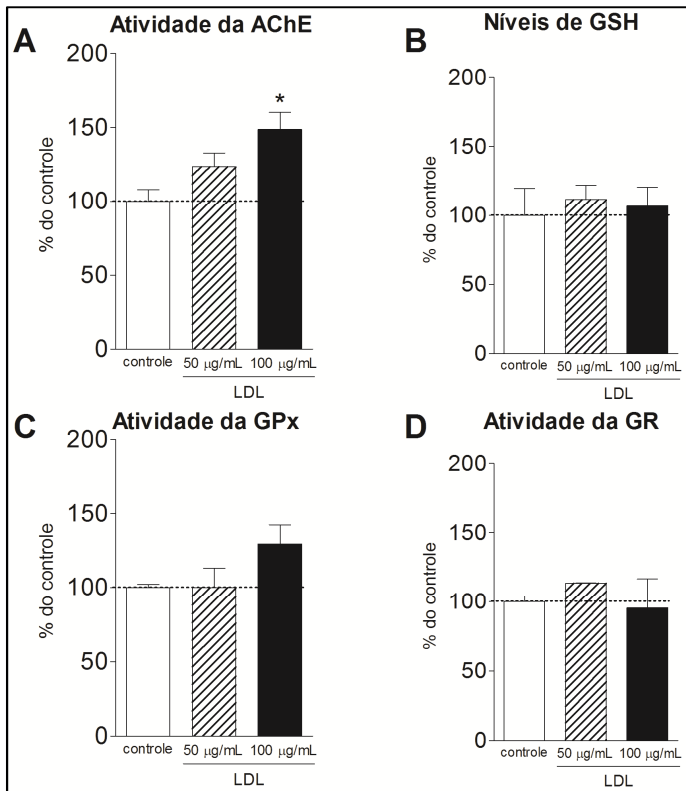 A
Atividade da AChE
% do controle
200
150
100
50
0
*
controle
50 µg/mL
100 µg/mL
LDL
B
Níveis de GSH
% do controle
200
150
100
50
0
controle
50 µg/mL
100 µg/mL
LDL
C
Atividade da GPx
% do controle
200
150
100
50
0
controle
50 µg/mL
100 µg/mL
LDL
D
Atividade da GR
% do controle
200
150
100
50
0
controle
50 µg/mL
100 µg/mL
LDL